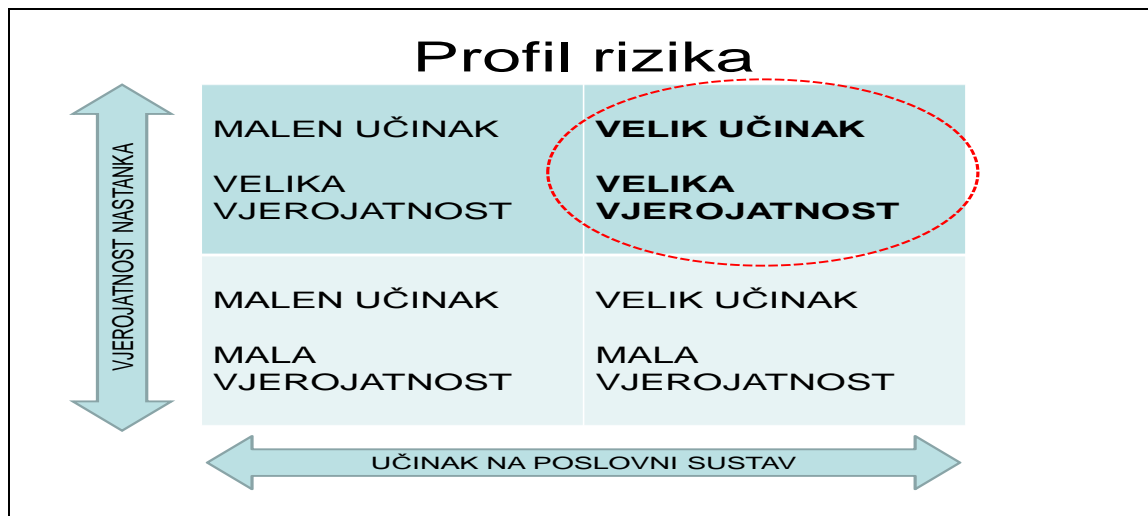 Profil rizika
VJEROJATNOST NASTANKA
MALEN UČINAK
VELIKA
VJEROJATNOST
VELIK UČINAK
VELIKA
VJEROJATNOST
MALEN UČINAK
MALA
VJEROJATNOST
VELIK UČINAK
MALA
VJEROJATNOST
UČINAK NA POSLOVNI SUSTAV